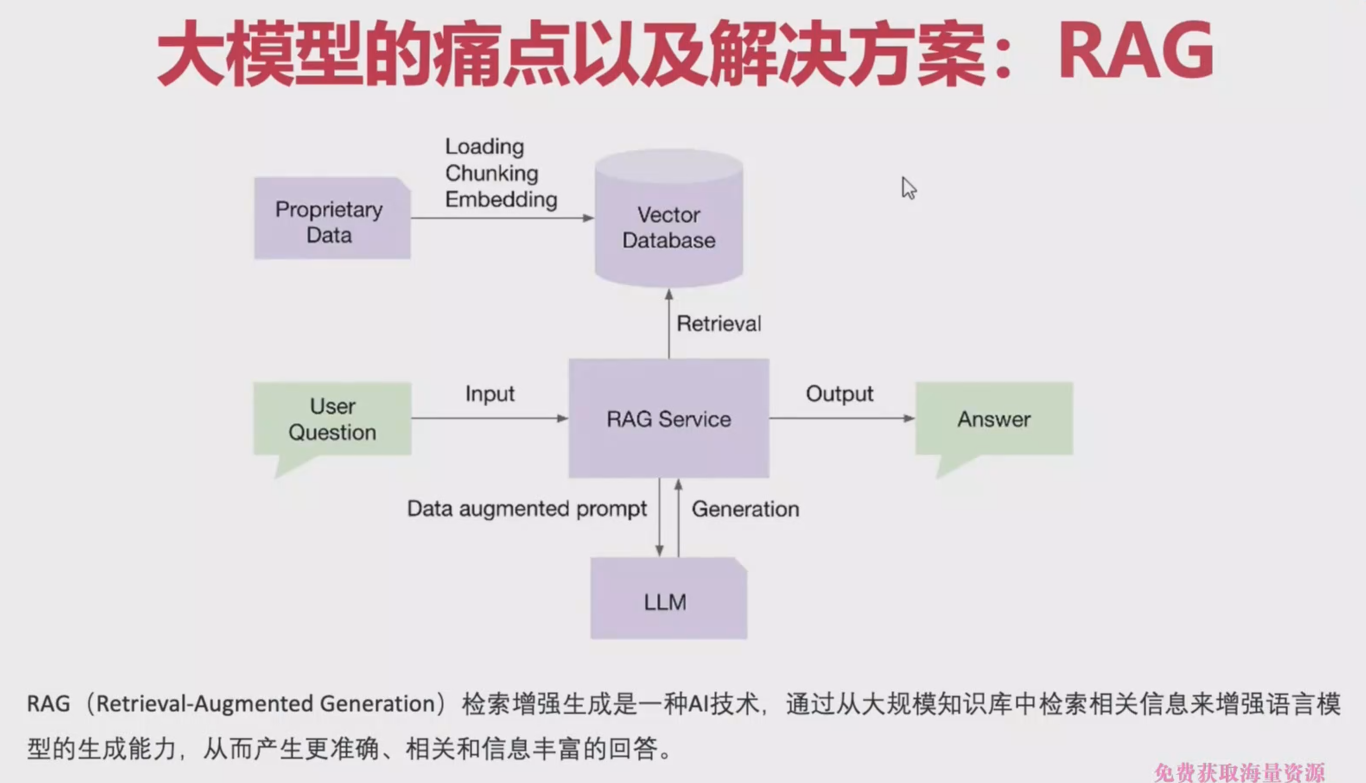 大模型的痛点以及解决方案：RAG
Loading
Chunking
Embedding
Proprietary
Data
Vector
Database
Retrieval
User
Question
Input
RAG Service
Output
Answer
Data augmented prompt
Generation
LLM
RAG（Retrieval-Augmented Generation）检索增强生成是一种AI技术，通过从大规模知识库中检索相关信息来增强语言模
型的生成能力，从而产生更准确、相关和信息丰富的回答。
免费获取海量资源